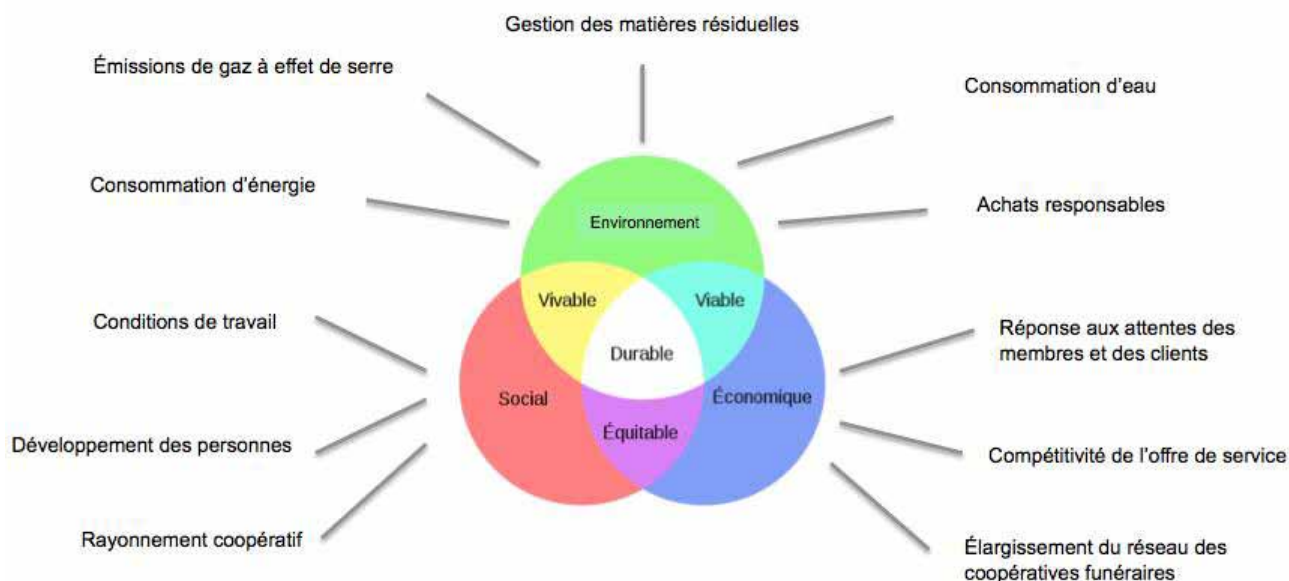 Gestion des matières résiduelles
Émissions de gaz à effet de serre
Consommation d'eau
Consommation d'énergie
Achats responsables
Environnement
Vivable
Viable
Conditions de travail
Réponse aux attentes des
membres et des clients
Durable
Social
Économique
Équitable
Développement des personnes
Compétitivité de l'offre de service
Rayonnement coopératif
Élargissement du réseau des
coopératives funéraires